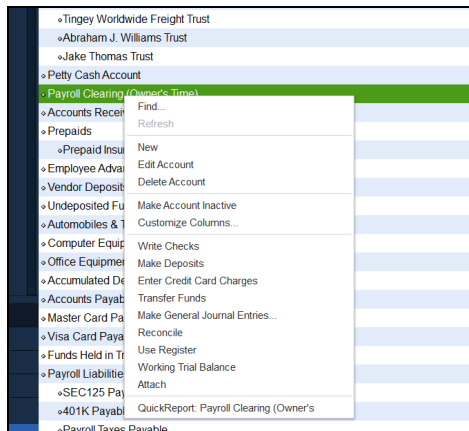 Tingey Worldwide Freight Trust
Abraham J. Williams Trust
Jake Thomas Trust
Petty Cash Account
Payroll Clearing (Owner's Time)
Accounts Recei
Prepaids
Prepaid Insu
Employee Advan
Vendor Deposits
Undeposited Fu
Automobiles & T
Computer Equip
Office Equipmen
Accumulated De
Accounts Payab
Master Card Pa
Visa Card Paya
Funds Held in Tr
Payroll Liabilitie
SEC125 Pay
401K Payabl
Payroll Taxes Payable
Find...
Refresh
New
Edit Account
Delete Account
Make Account Inactive
Customize Columns...
Write Checks
Make Deposits
Enter Credit Card Charges
Transfer Funds
Make General Journal Entries...
Reconcile
Use Register
Working Trial Balance
Attach
QuickReport: Payroll Clearing (Owner's